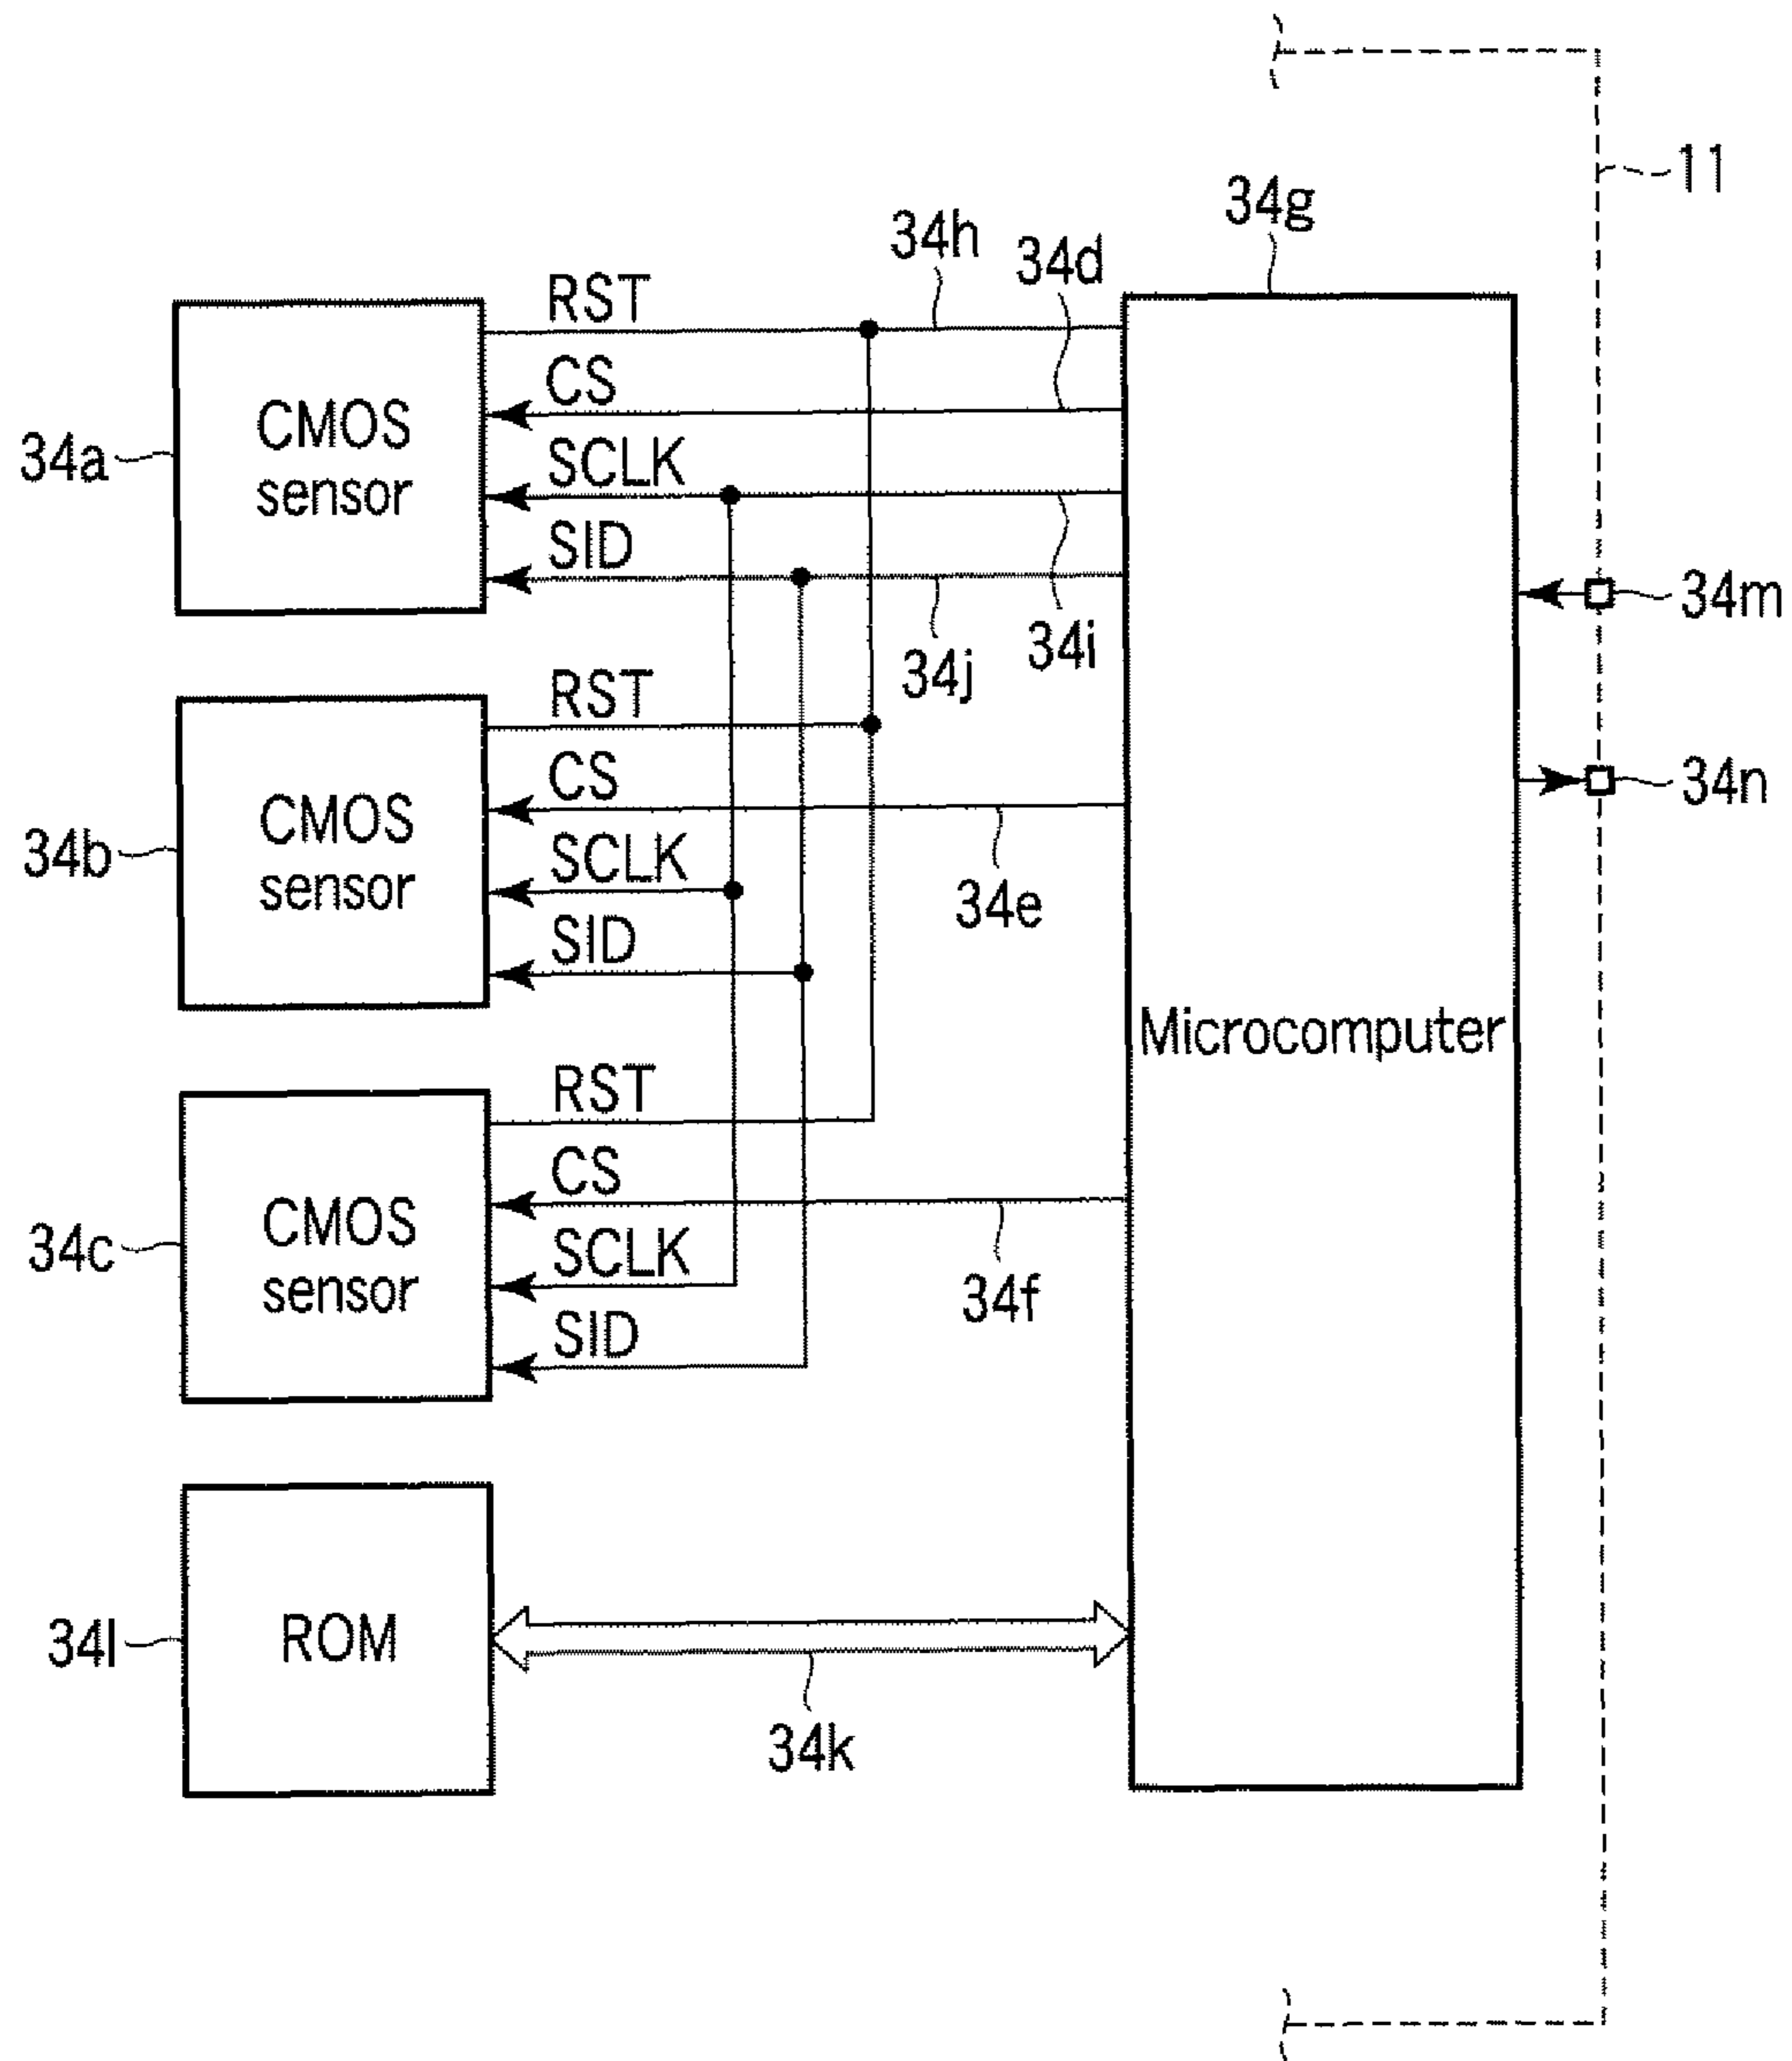 11
34g
34h
34d
RST
CS
CMOS
sensor
34a
SCLK
SID
34m
34i
34j
RST
CS
34n
CMOS
sensor
34b
SCLK
34e
SID
Microcomputer
RST
CS
CMOS
sensor
34c
SCLK
34f
SID
ROM
34l
34k